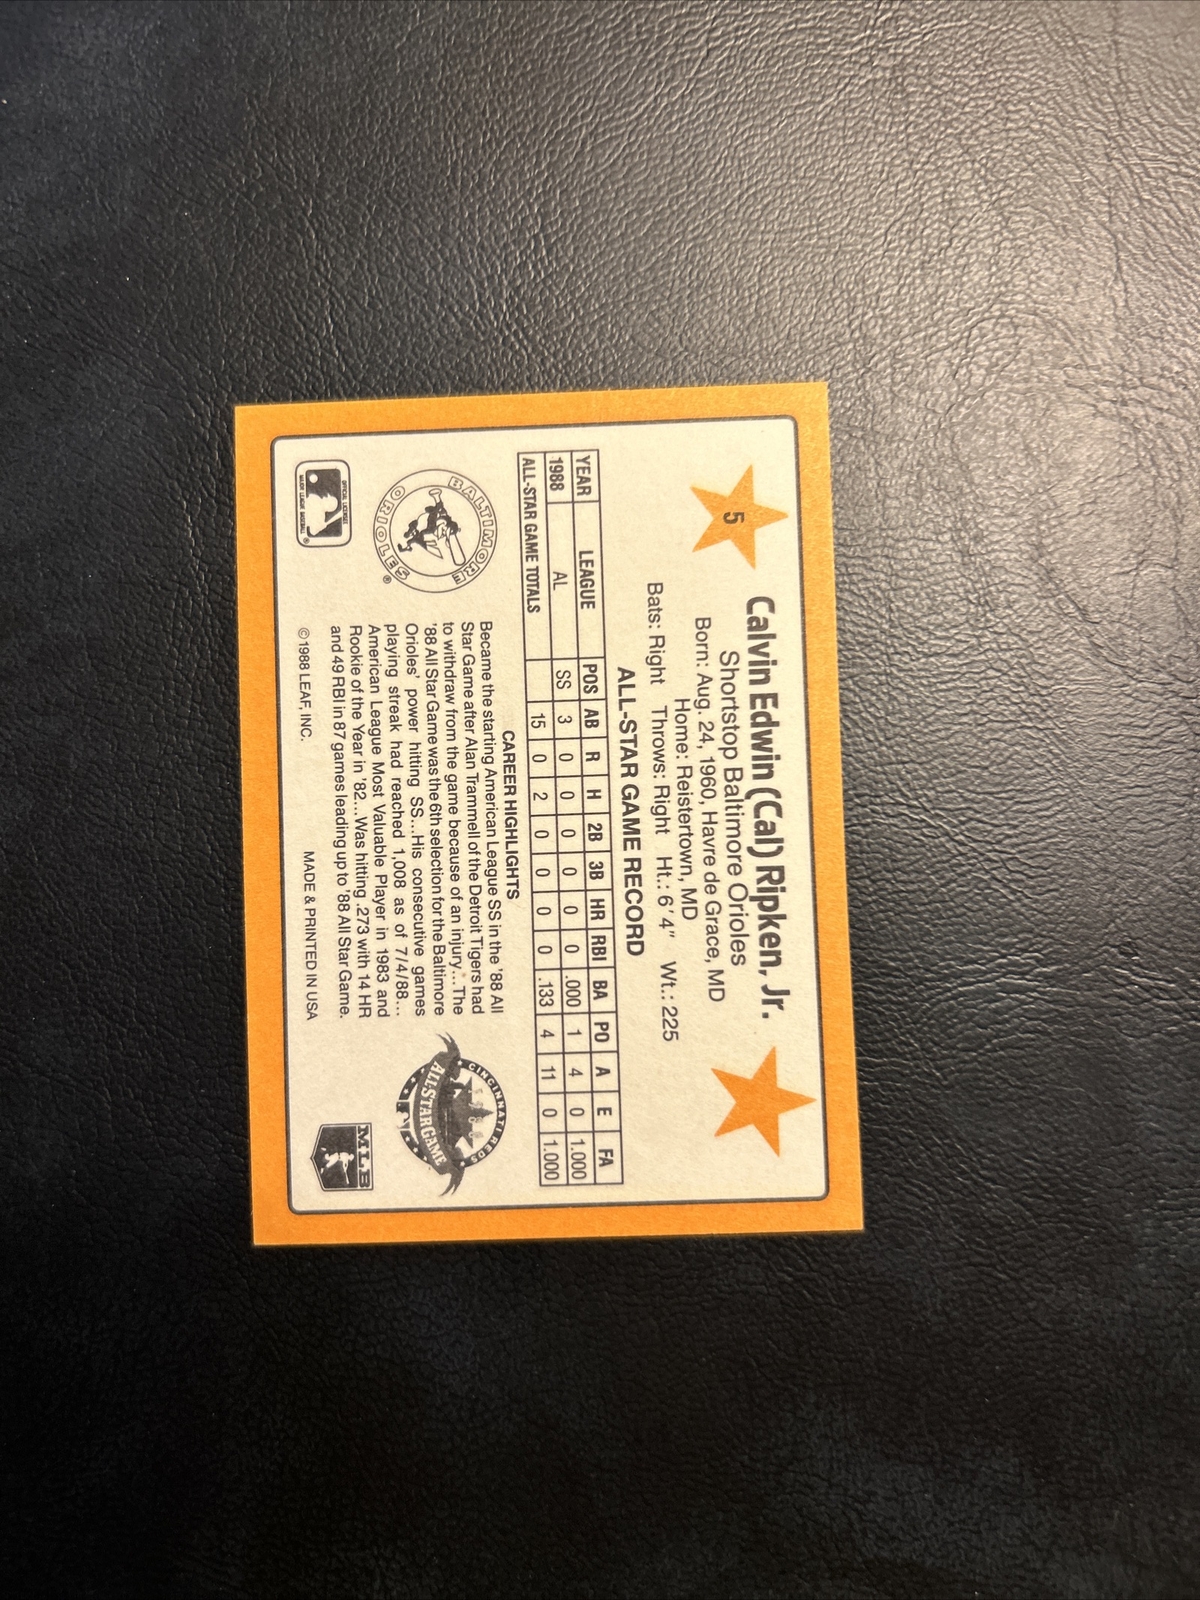 5
Calvin Edwin (Cal) Ripken, Jr.
Shortstop Baltimore Orioles
Born: Aug. 24, 1960, Havre de Grace, MD
Home: Reistertown, MD
Bats: Right Throws: Right Ht.: 6'4" Wt.: 225
ALL-STAR GAME RECORD
YEAR LEAGUE POS AB R H 2B 3B HR RBI BA PO A E FA
1988 AL SS 3 0 0 0 0 0 0 .000 1 4 0 1.000
ALL-STAR GAME TOTALS 15 0 2 0 0 0 0 .133 4 11 0 1.000
CAREER HIGHLIGHTS
Became the starting American League SS in the '88 All
Star Game after Alan Trammell of the Detroit Tigers had
to withdraw from the game because of an injury...The
'88 All Star Game was the 6th selection for the Baltimore
Orioles' power hitting SS...His consecutive games
playing streak had reached 1,008 as of 7/4/88...
American League Most Valuable Player in 1983 and
Rookie of the Year in '82...Was hitting .273 with 14 HR
and 49 RBI in 87 games leading up to '88 All Star Game.
BALTIMORE
ORIOLES ®
OFFICIAL LICENSEE
MAJOR LEAGUE BASEBALL ®
CINCINNATI REDS
1988
ALL-STAR GAME
MLB
© 1988 LEAF, INC. MADE & PRINTED IN USA